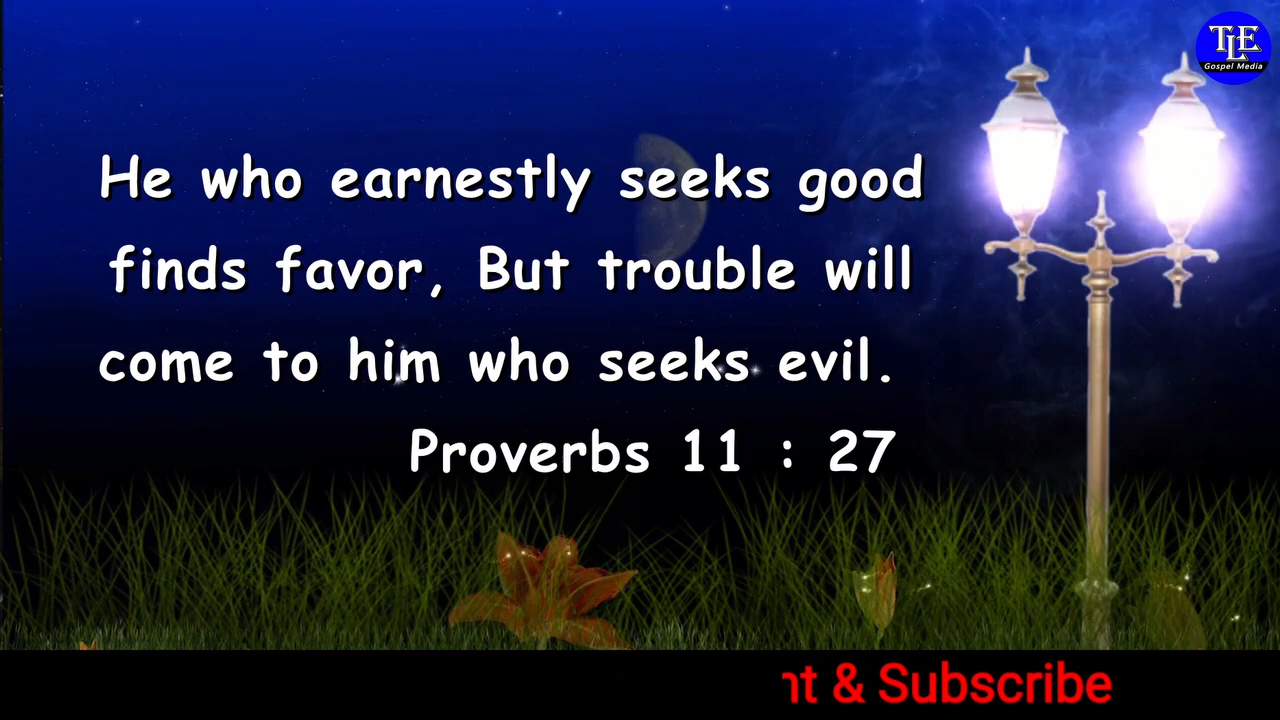 TLE
Gospel Media
He who earnestly seeks good
finds favor, But trouble will
come to him who seeks evil.
Proverbs 11 : 27
nt & Subscribe